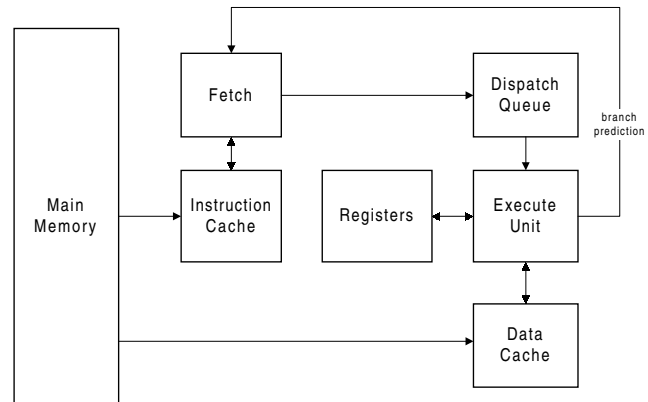 Fetch
Dispatch
Queue
branch
prediction
Main
Memory
Instruction
Cache
Registers
Execute
Unit
Data
Cache